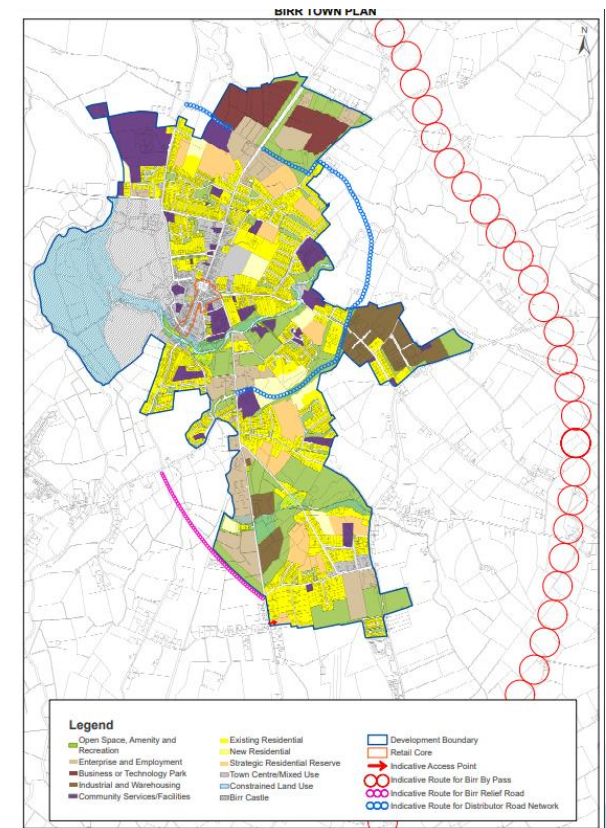 BIRR TOWN PLAN
N
Legend
Open Space, Amenity and
Recreation
Enterprise and Employment
Business or Technology Park
Industrial and Warehousing
Community Services/Facilities
Existing Residential
New Residential
Strategic Residential Reserve
Town Centre/Mixed Use
Constrained Land Use
Birr Castle
Development Boundary
Retail Core
Indicative Access Point
Indicative Route for Birr By Pass
Indicative Route for Birr Relief Road
Indicative Route for Distributor Road Network